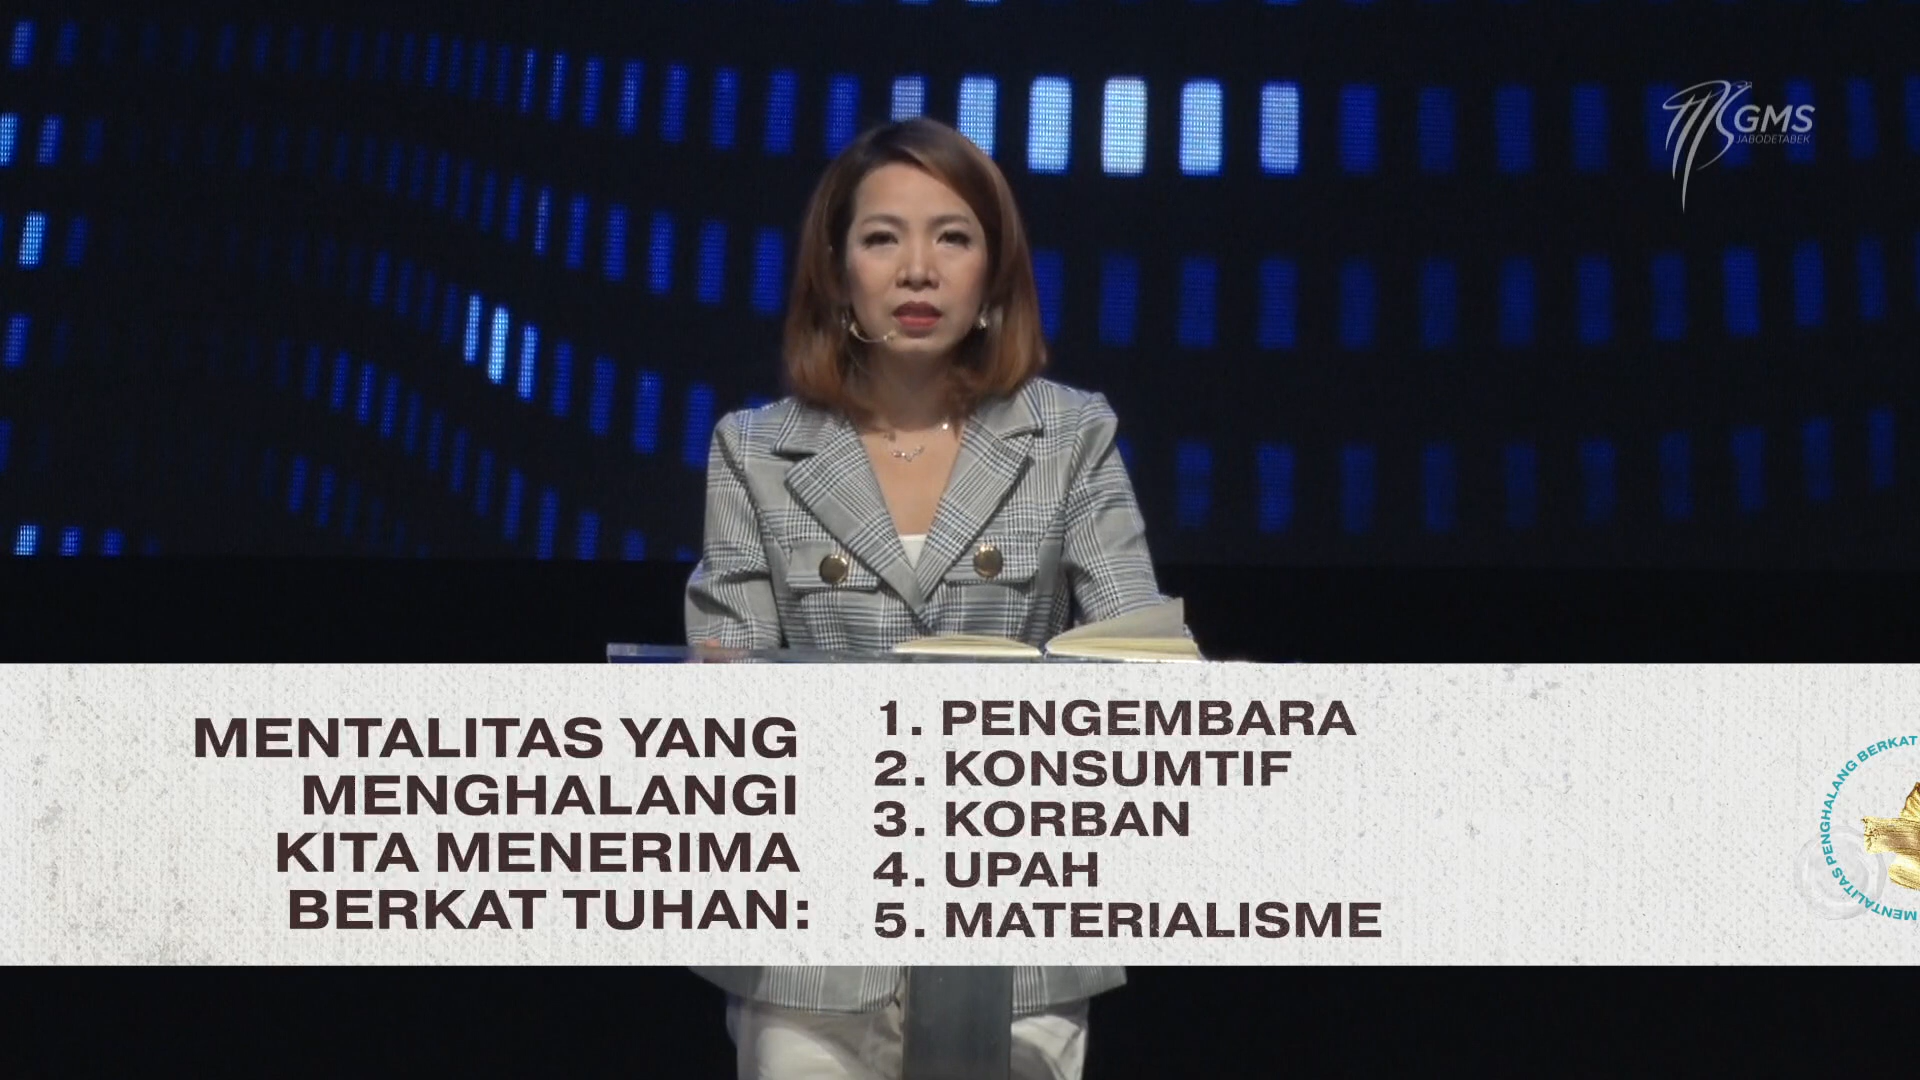 GMS
JABODETABEK
MENTALITAS YANG
MENGHALANGI
KITA MENERIMA
BERKAT TUHAN:
1. PENGEMBARA
2. KONSUMTIF
3. KORBAN
4. UPAH
5. MATERIALISME
MENTALITAS PENGHALANG BERKAT